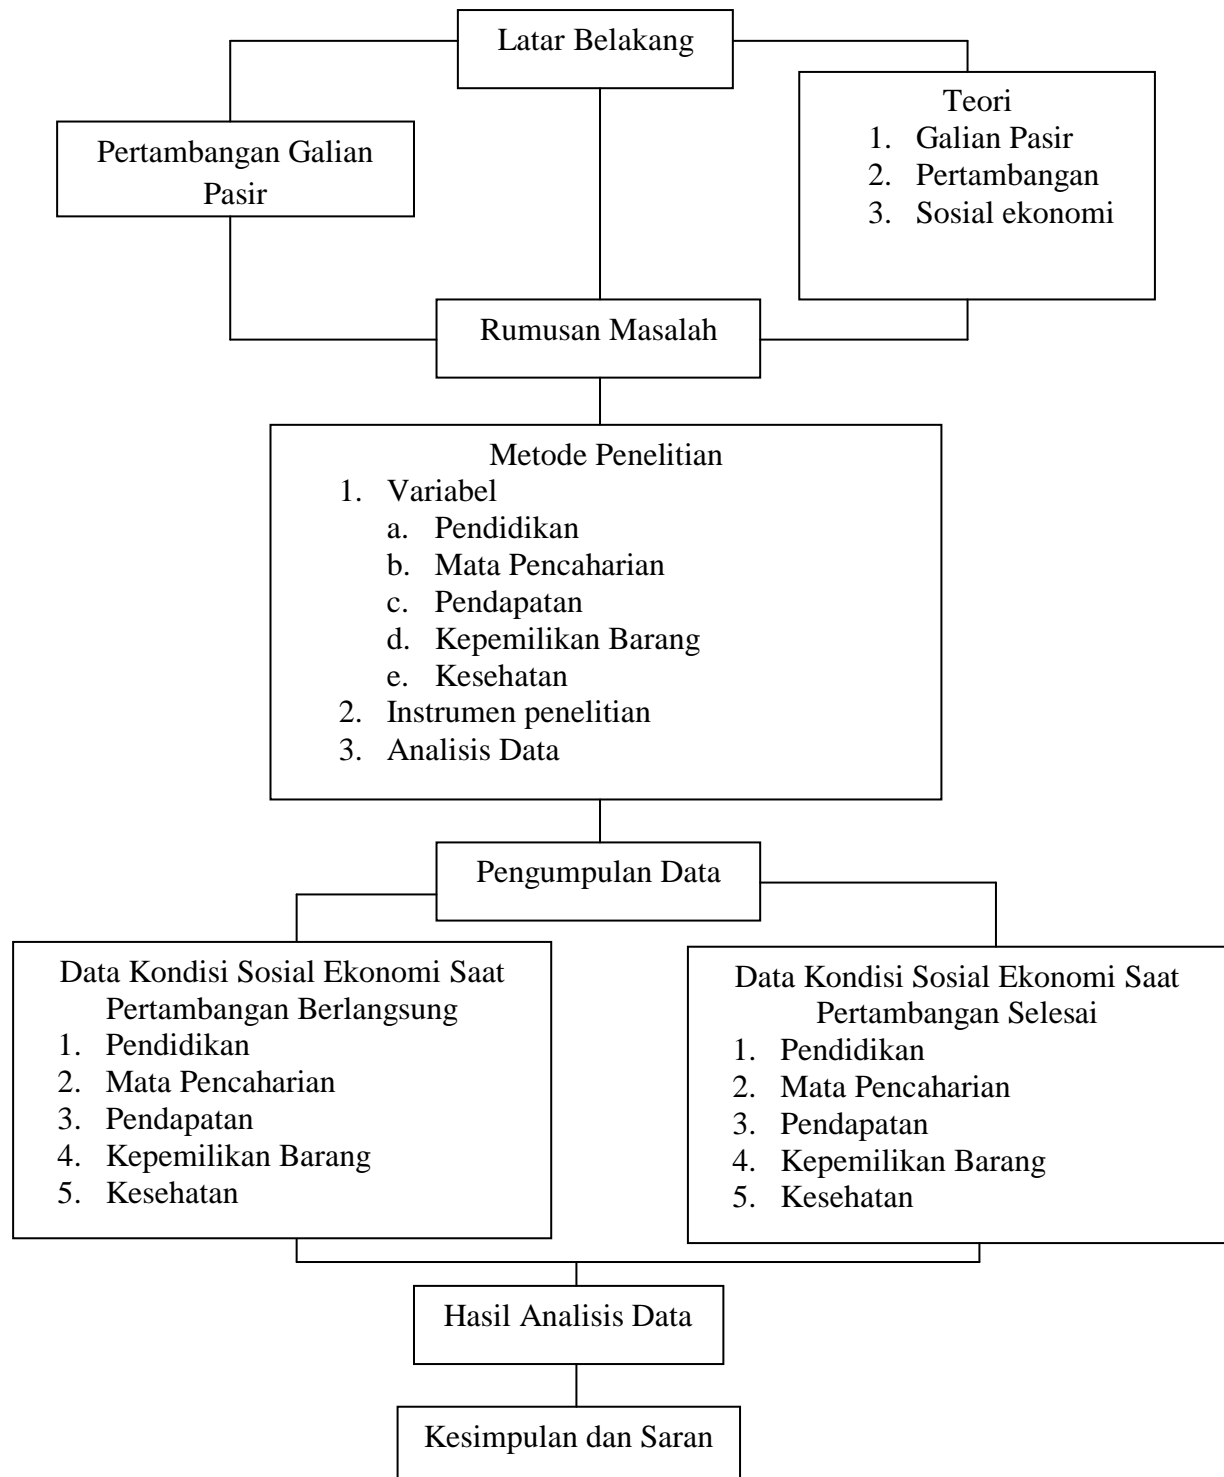 Latar Belakang
Pertambangan Galian
Pasir
Teori
1. Galian Pasir
2. Pertambangan
3. Sosial ekonomi
Rumusan Masalah
Metode Penelitian
1. Variabel
a. Pendidikan
b. Mata Pencaharian
c. Pendapatan
d. Kepemilikan Barang
e. Kesehatan
2. Instrumen penelitian
3. Analisis Data
Pengumpulan Data
Data Kondisi Sosial Ekonomi Saat
Pertambangan Berlangsung
1. Pendidikan
2. Mata Pencaharian
3. Pendapatan
4. Kepemilikan Barang
5. Kesehatan
Data Kondisi Sosial Ekonomi Saat
Pertambangan Selesai
1. Pendidikan
2. Mata Pencaharian
3. Pendapatan
4. Kepemilikan Barang
5. Kesehatan
Hasil Analisis Data
Kesimpulan dan Saran